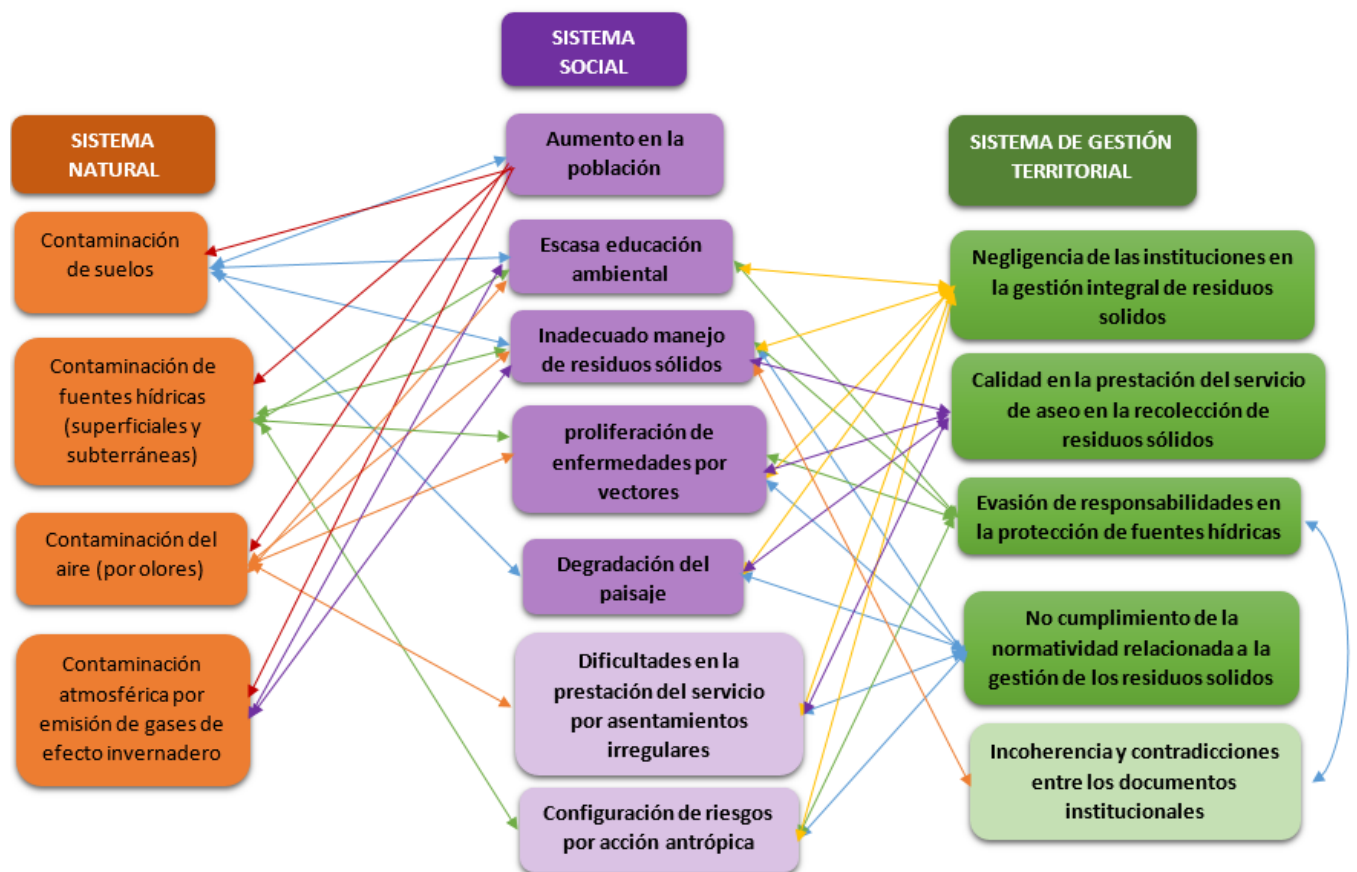 SISTEMA
SOCIAL
SISTEMA
NATURAL
Contaminación
de suelos
Contaminación de
fuentes hídricas
(superficiales y
subterráneas)
Contaminación del
aire (por olores)
Contaminación
atmosférica por
emisión de gases de
efecto invernadero
Aumento en la
población
Escasa educación
ambiental
Inadecuado manejo
de residuos sólidos
proliferación de
enfermedades por
vectores
Degradación del
paisaje
Dificultades en la
prestación del servicio
por asentamientos
irregulares
Configuración de riesgos
por acción antrópica
SISTEMA DE GESTIÓN
TERRITORIAL
Negligencia de las instituciones en
la gestión integral de residuos
solidos
Calidad en la prestación del servicio
de aseo en la recolección de
residuos sólidos
Evasión de responsabilidades en
la protección de fuentes hídricas
No cumplimiento de la
normatividad relacionada a la
gestión de los residuos solidos
Incoherencia y contradicciones
entre los documentos
institucionales